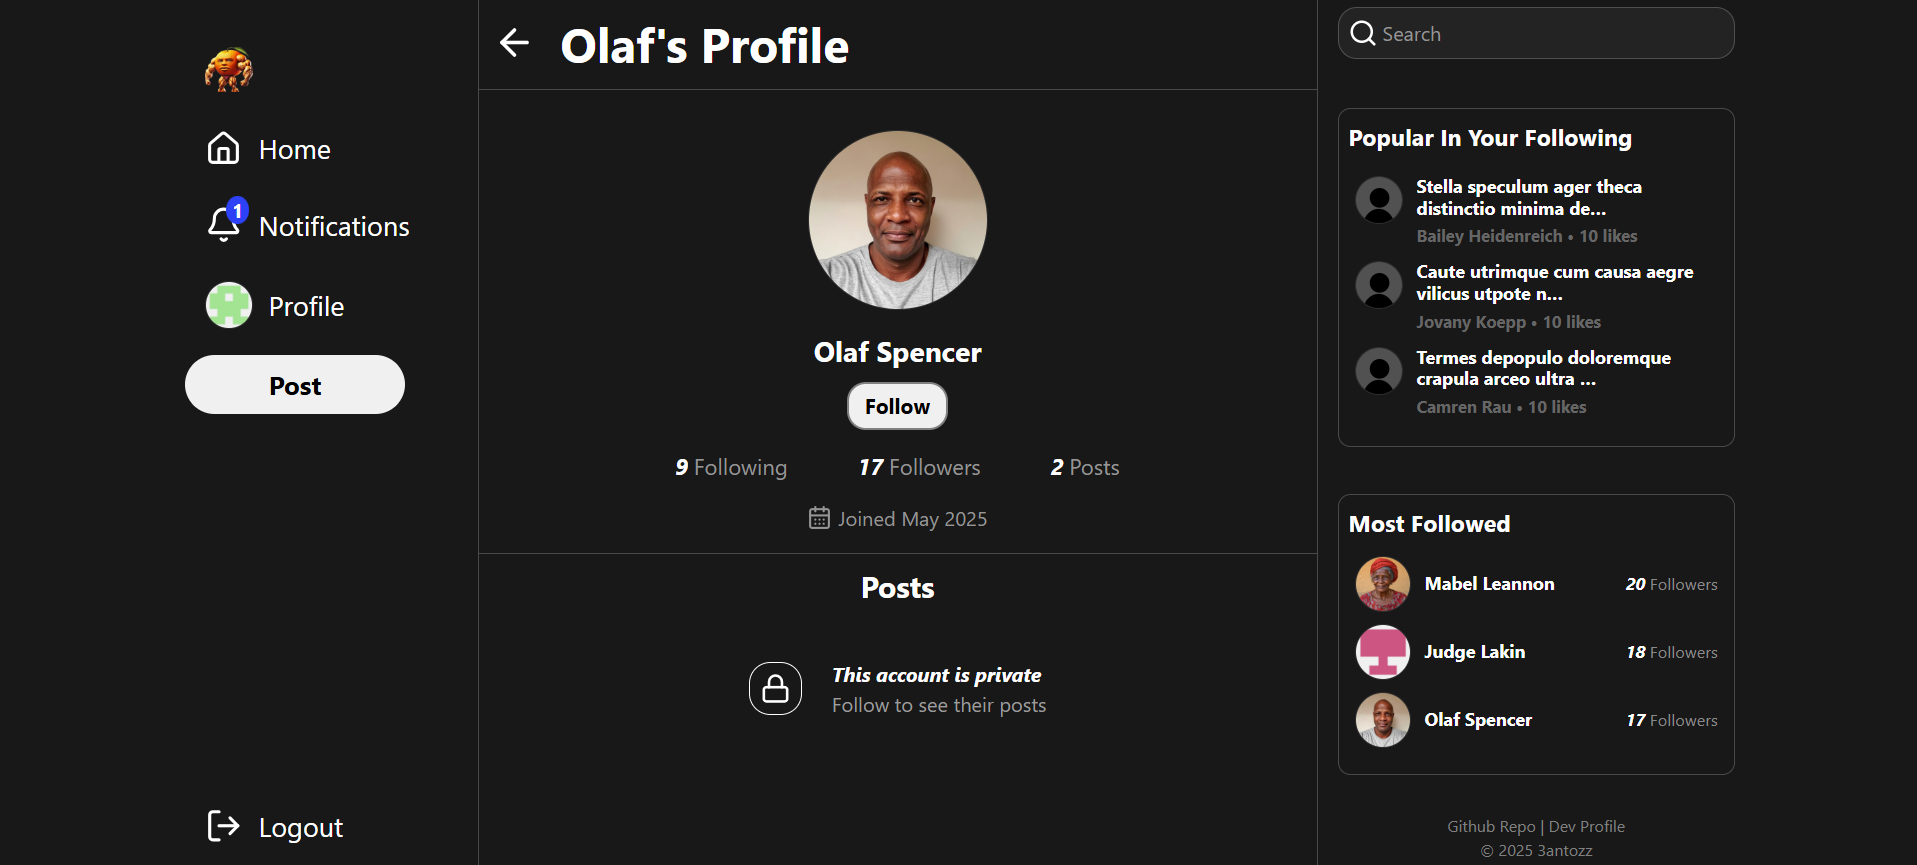 Home
1
Notifications
Profile
Post
Logout
Olaf's Profile
Olaf Spencer
Follow
9 Following
17 Followers
2 Posts
Joined May 2025
Posts
This account is private
Follow to see their posts
Search
Popular In Your Following
Stella speculum ager theca
distinctio minima de...
Bailey Heidenreich • 10 likes
Caute utrimque cum causa aegre
vilicus utpote n...
Jovany Koepp • 10 likes
Termes depopulo doloremque
crapula arceo ultra ...
Camren Rau • 10 likes
Most Followed
Mabel Leannon 20 Followers
Judge Lakin 18 Followers
Olaf Spencer 17 Followers
Github Repo | Dev Profile
© 2025 3antozz